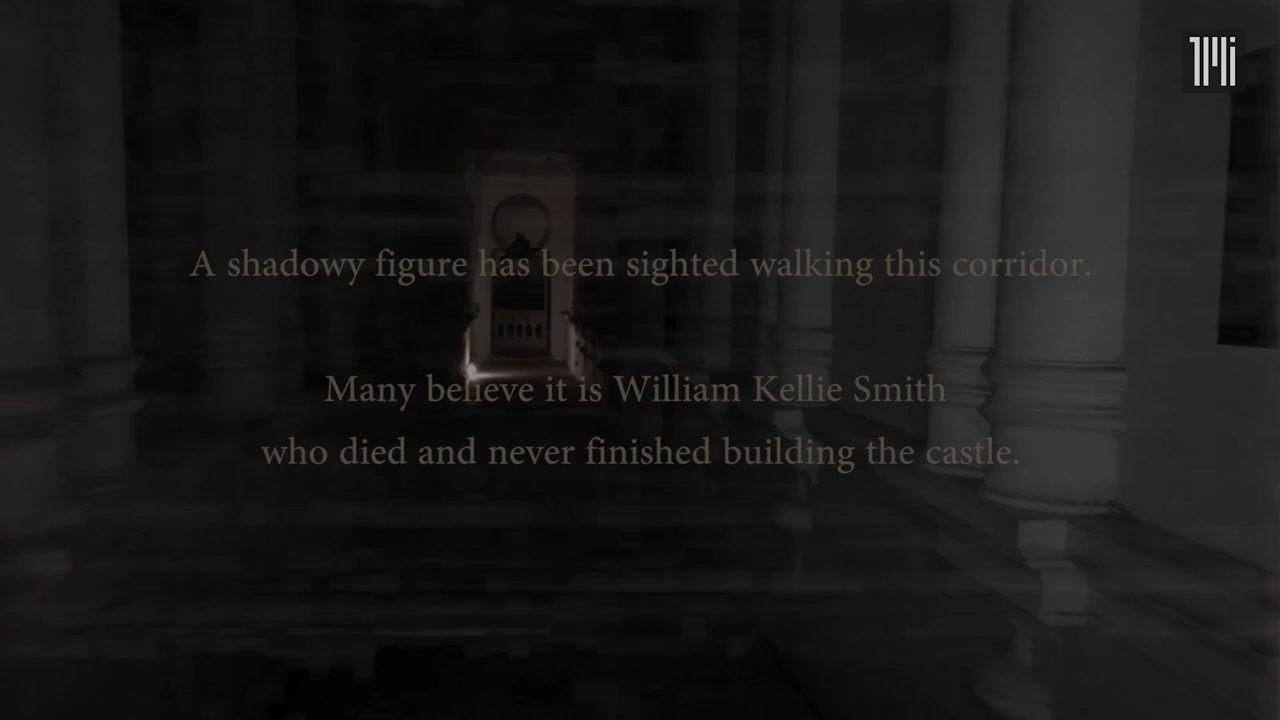 A shadowy figure has been sighted walking this corridor.
Many believe it is William Kellie Smith
who died and never finished building the castle.